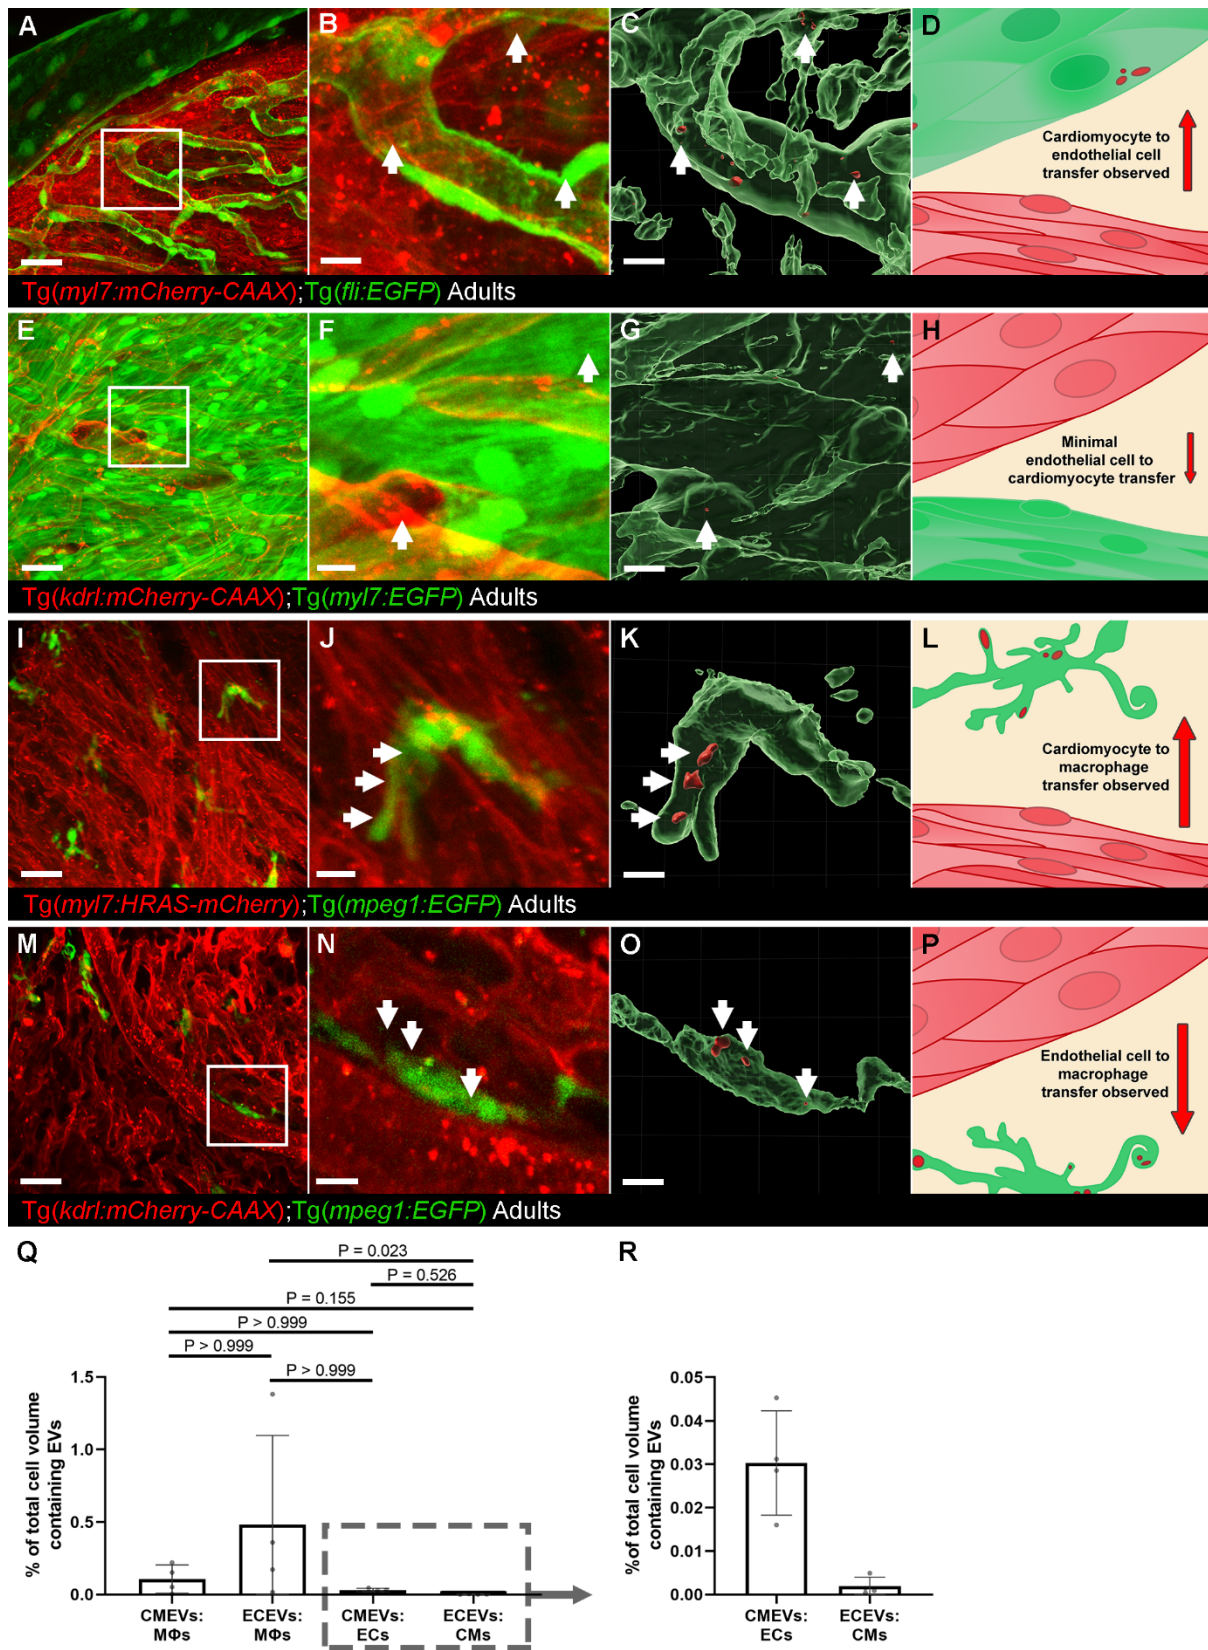 A
B
C
D
Cardiomyocyte to
endothelial cell
transfer observed
Tg(myl7:mCherry-CAAX);Tg(fli:EGFP) Adults
E
F
G
H
Minimal
endothelial cell to
cardiomyocyte transfer
Tg(kdrl:mCherry-CAAX);Tg(myl7:EGFP) Adults
I
J
K
L
Cardiomyocyte to
macrophage
transfer observed
Tg(myl7:HRAS-mCherry);Tg(mpeg1:EGFP) Adults
M
N
O
P
Endothelial cell to
macrophage
transfer observed
Tg(kdrl:mCherry-CAAX);Tg(mpeg1:EGFP) Adults
Q
P = 0.023
P = 0.526
P = 0.155
P > 0.999
P > 0.999
P > 0.999
% of total cell volume
containing EVs
1.5
1.0
0.5
0.0
CMEVs:
MΦs
ECEVs:
MΦs
CMEVs:
ECs
ECEVs:
CMs
R
%of total cell volume
containing EVs
0.05
0.04
0.03
0.02
0.01
0.00
CMEVs:
ECs
ECEVs:
CMs